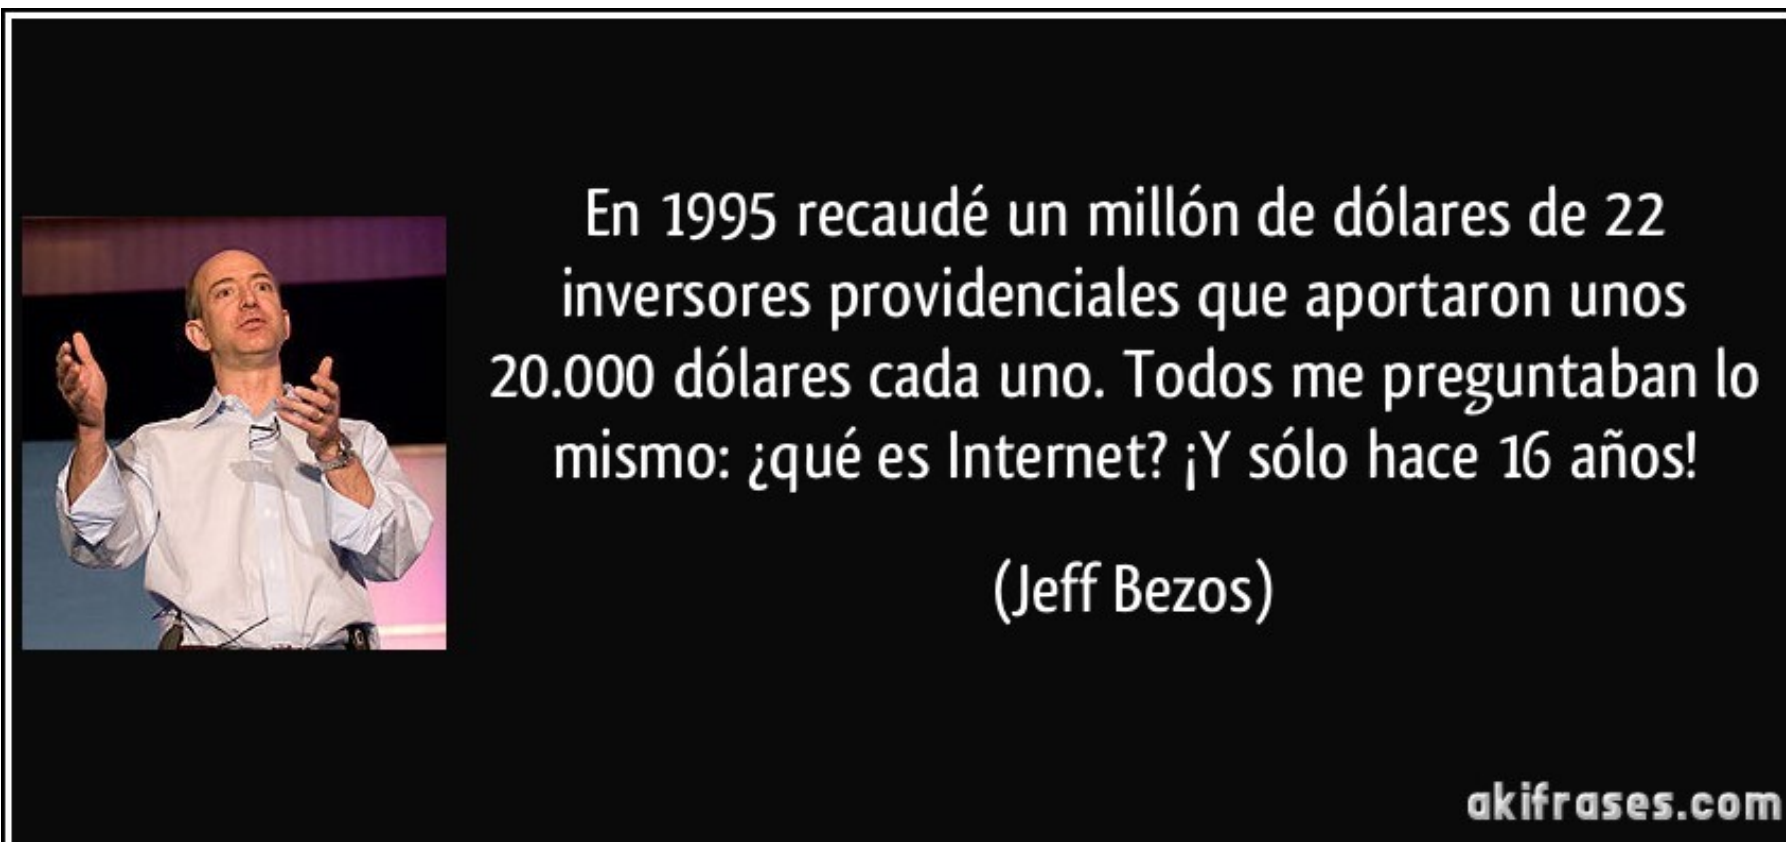 En 1995 recaudé un millón de dólares de 22
inversores providenciales que aportaron unos
20.000 dólares cada uno. Todos me preguntaban lo
mismo: ¿qué es Internet? ¡Y sólo hace 16 años!
(Jeff Bezos)
akifrases.com